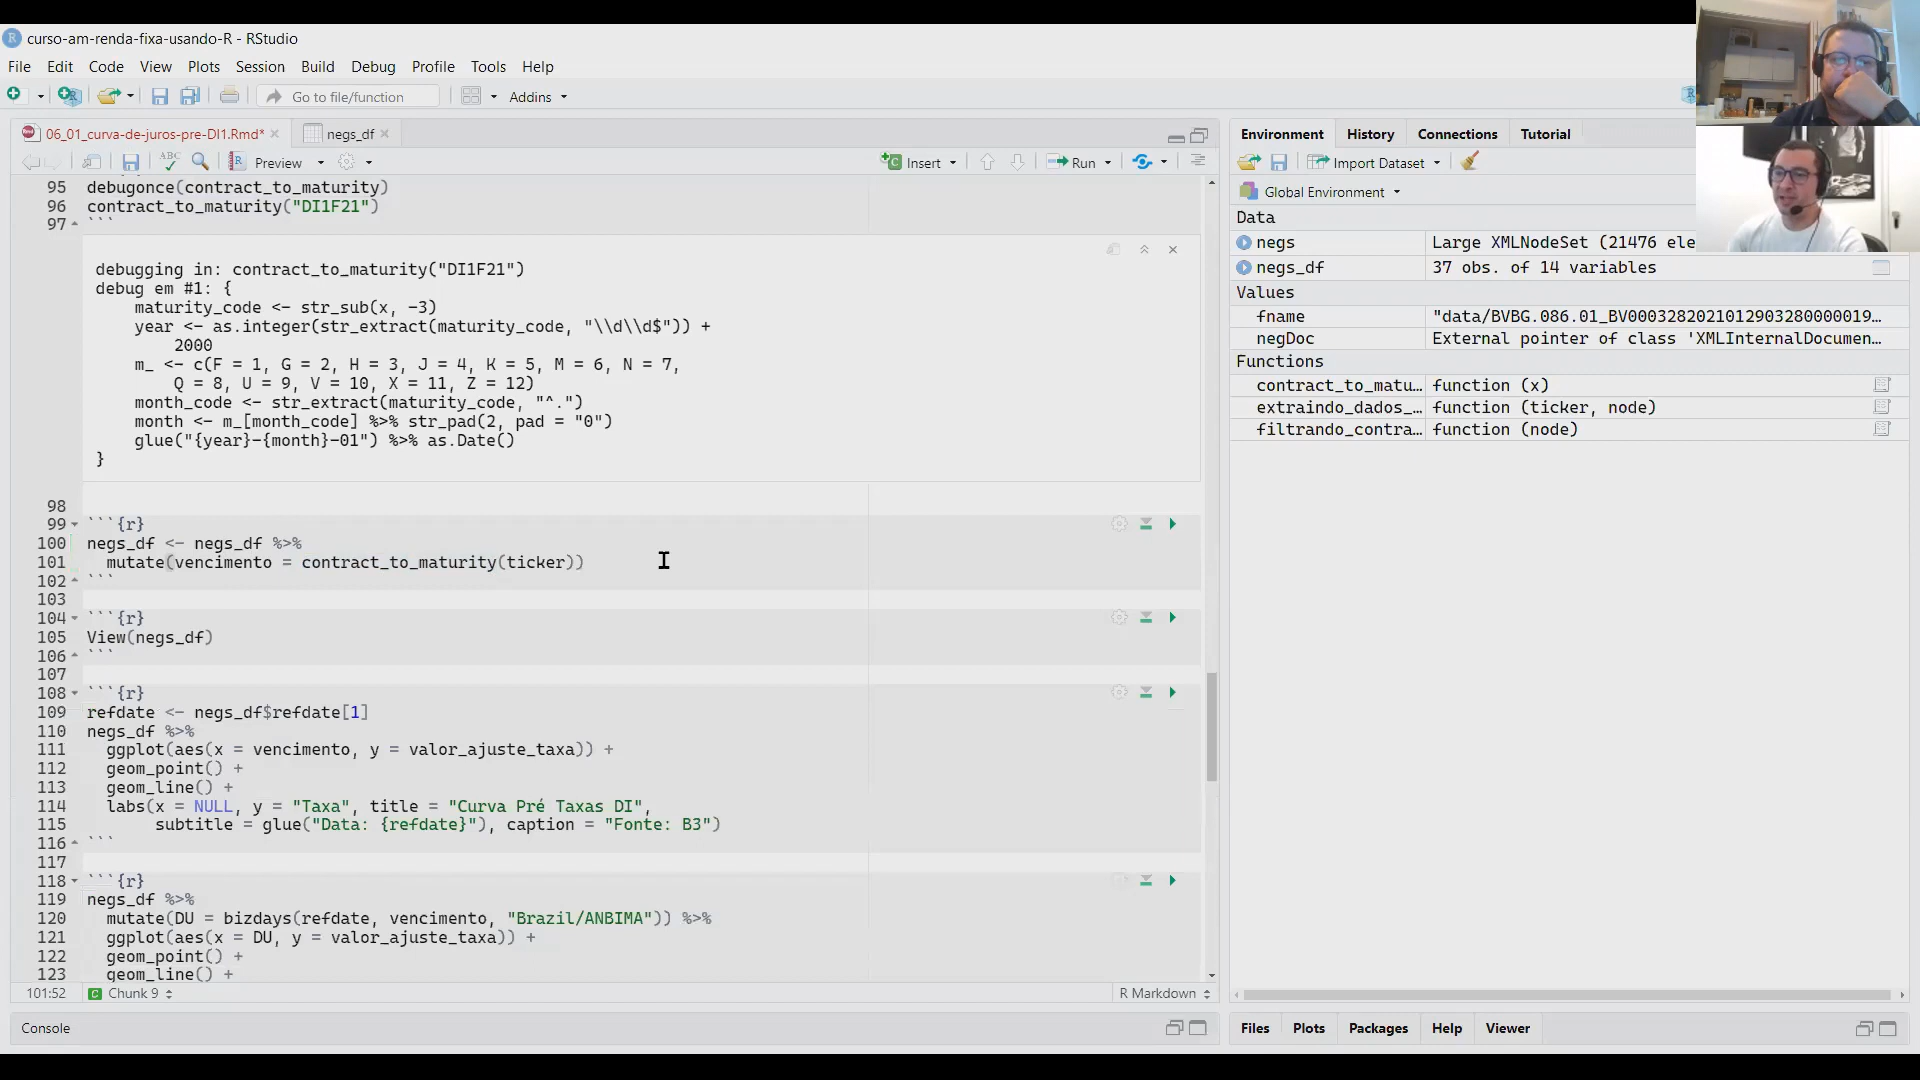 curso-am-renda-fixa-usando-R - RStudio
File Edit Code View Plots Session Build Debug Profile Tools Help
Go to file/function Addins
06_01_curva-de-juros-pre-DI1.Rmd* negs_df
ABC Preview Insert Run
95 debugonce(contract_to_maturity)
96 contract_to_maturity("DI1F21")
97 ```
debugging in: contract_to_maturity("DI1F21")
debug em #1: {
maturity_code <- str_sub(x, -3)
year <- as.integer(str_extract(maturity_code, "\\d\\d$")) +
2000
m_ <- c(F = 1, G = 2, H = 3, J = 4, K = 5, M = 6, N = 7,
Q = 8, U = 9, V = 10, X = 11, Z = 12)
month_code <- str_extract(maturity_code, "^.")
month <- m_[month_code] %>% str_pad(2, pad = "0")
glue("{year}-{month}-01") %>% as.Date()
}
98
99 ```{r}
100 negs_df <- negs_df %>%
101 mutate(vencimento = contract_to_maturity(ticker))
102 ```
103
104 ```{r}
105 View(negs_df)
106 ```
107
108 ```{r}
109 refdate <- negs_df$refdate[1]
110 negs_df %>%
111 ggplot(aes(x = vencimento, y = valor_ajuste_taxa)) +
112 geom_point() +
113 geom_line() +
114 labs(x = NULL, y = "Taxa", title = "Curva Pré Taxas DI",
115 subtitle = glue("Data: {refdate}"), caption = "Fonte: B3")
116 ```
117
118 ```{r}
119 negs_df %>%
120 mutate(DU = bizdays(refdate, vencimento, "Brazil/ANBIMA")) %>%
121 ggplot(aes(x = DU, y = valor_ajuste_taxa)) +
122 geom_point() +
123 geom_line() +
101:52 Chunk 9 R Markdown
Console
Environment History Connections Tutorial
Import Dataset
Global Environment
Data
negs Large XMLNodeSet (21476 ele
negs_df 37 obs. of 14 variables
Values
fname "data/BVBG.086.01_BV000328202101290328000019…
negDoc External pointer of class 'XMLInternalDocumen…
Functions
contract_to_matu… function (x)
extraindo_dados_… function (ticker, node)
filtrando_contra… function (node)
Files Plots Packages Help Viewer